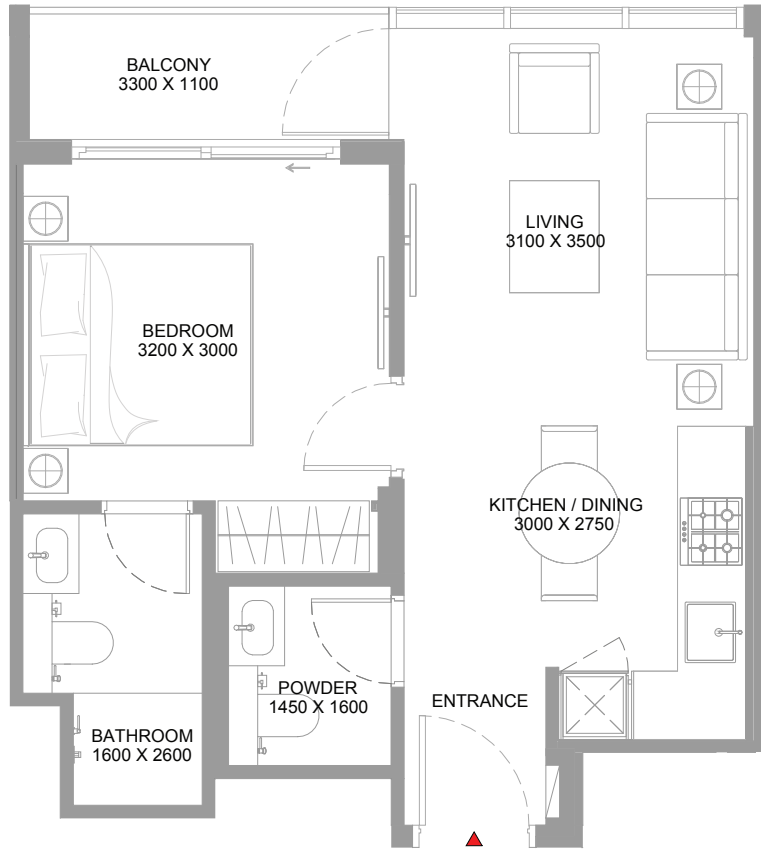 BALCONY
3300 X 1100
LIVING
3100 X 3500
BEDROOM
3200 X 3000
KITCHEN / DINING
3000 X 2750
POWDER
1450 X 1600
ENTRANCE
BATHROOM
1600 X 2600